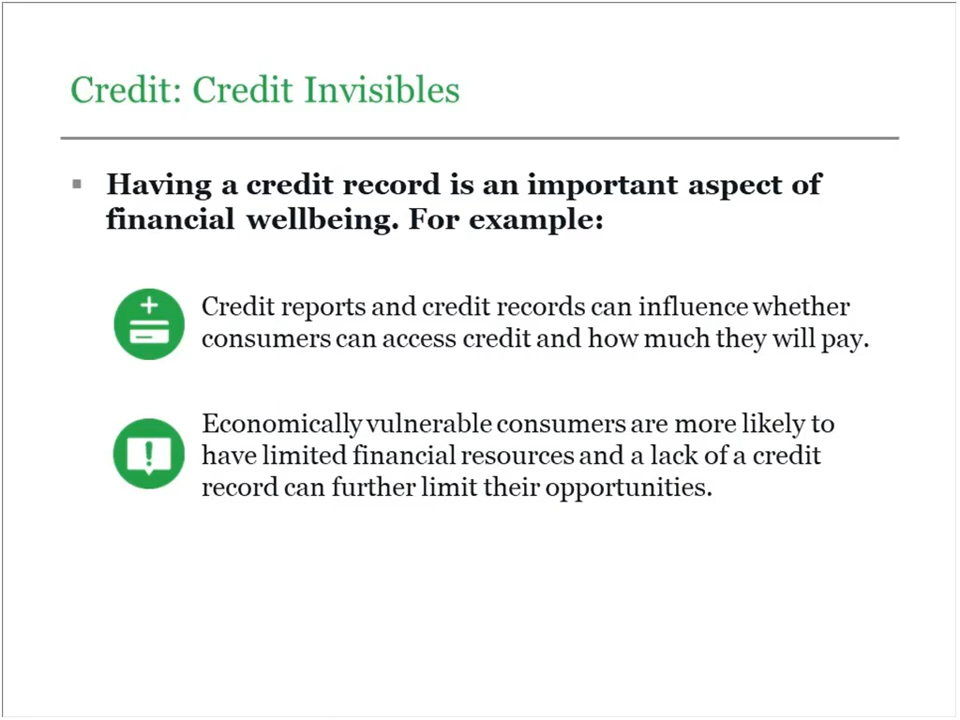 Credit: Credit Invisibles
Having a credit record is an important aspect of
financial wellbeing. For example:
Credit reports and credit records can influence whether
consumers can access credit and how much they will pay.
Economically vulnerable consumers are more likely to
have limited financial resources and a lack of a credit
record can further limit their opportunities.